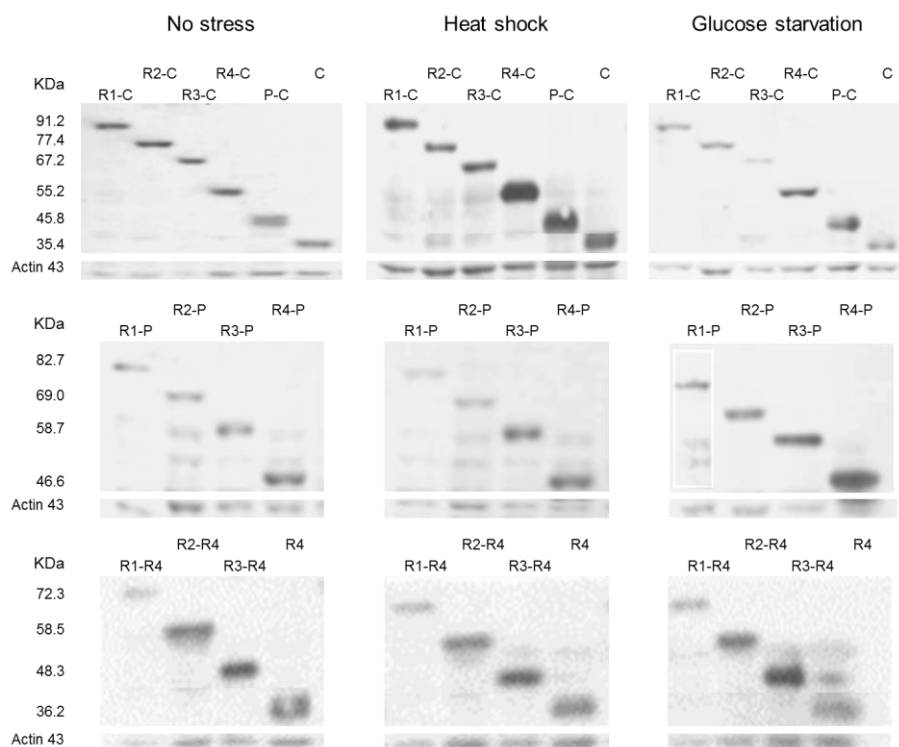 No stress Heat shock Glucose starvation
R2-C R4-C C R2-C R4-C C R2-C R4-C C
KDa R1-C R3-C P-C R1-C R3-C P-C R1-C R3-C P-C
91.2
77.4
67.2
55.2
45.8
35.4
Actin 43
R2-P R4-P R2-P R4-P R2-P R4-P
KDa R1-P R3-P R1-P R3-P R1-P R3-P
82.7
69.0
58.7
46.6
Actin 43
R2-R4 R4 R2-R4 R4 R2-R4 R4
KDa R1-R4 R3-R4 R1-R4 R3-R4 R1-R4 R3-R4
72.3
58.5
48.3
36.2
Actin 43